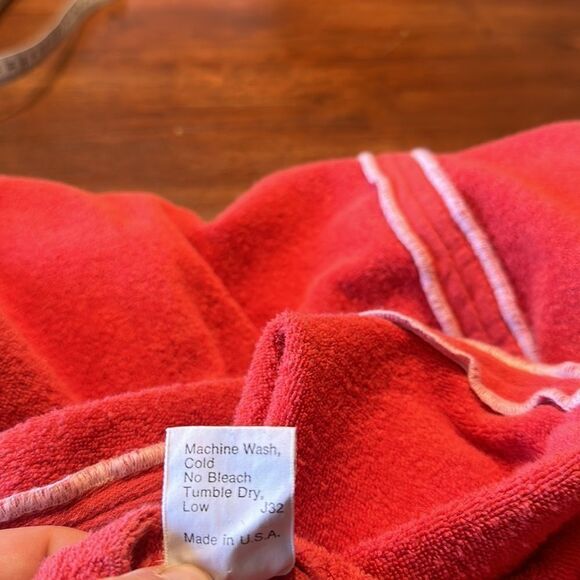 Machine Wash,
Cold
No Bleach
Tumble Dry,
Low J32
Made in U.S.A.